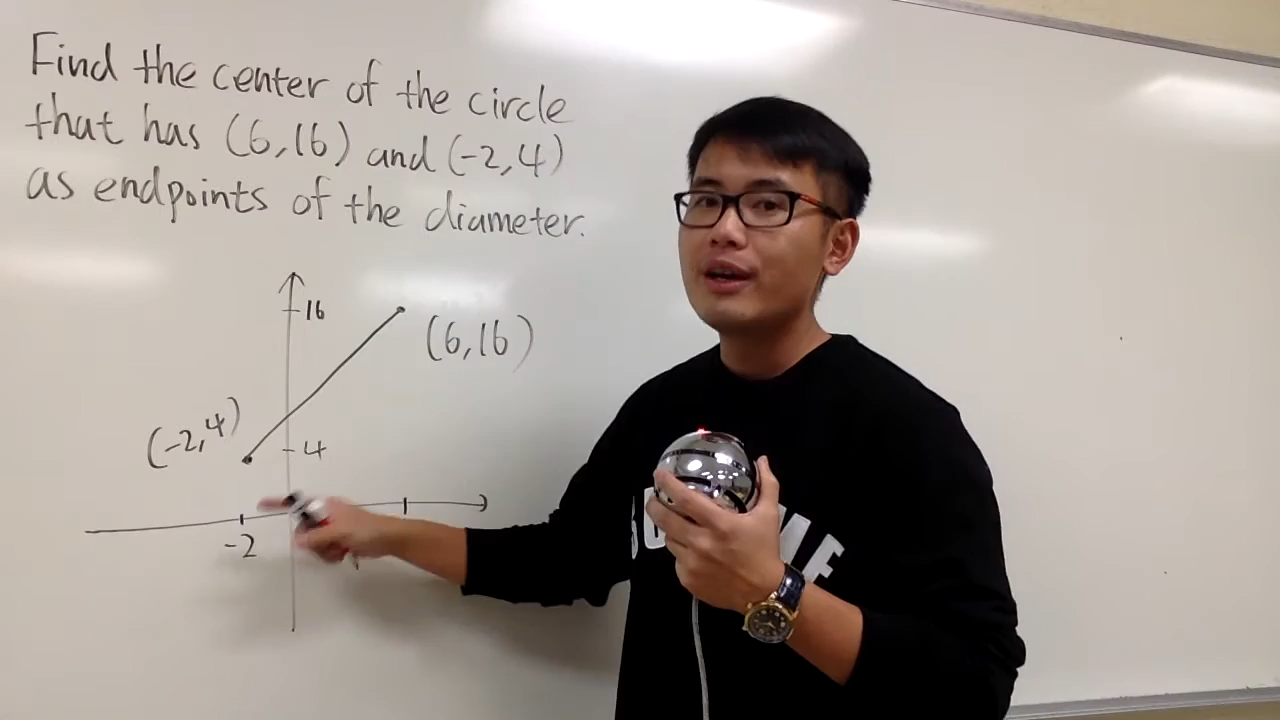 Find the center of the circle
that has (6,16) and (-2,4)
as endpoints of the diameter.
16
(6,16)
(-2,4)
4
-2